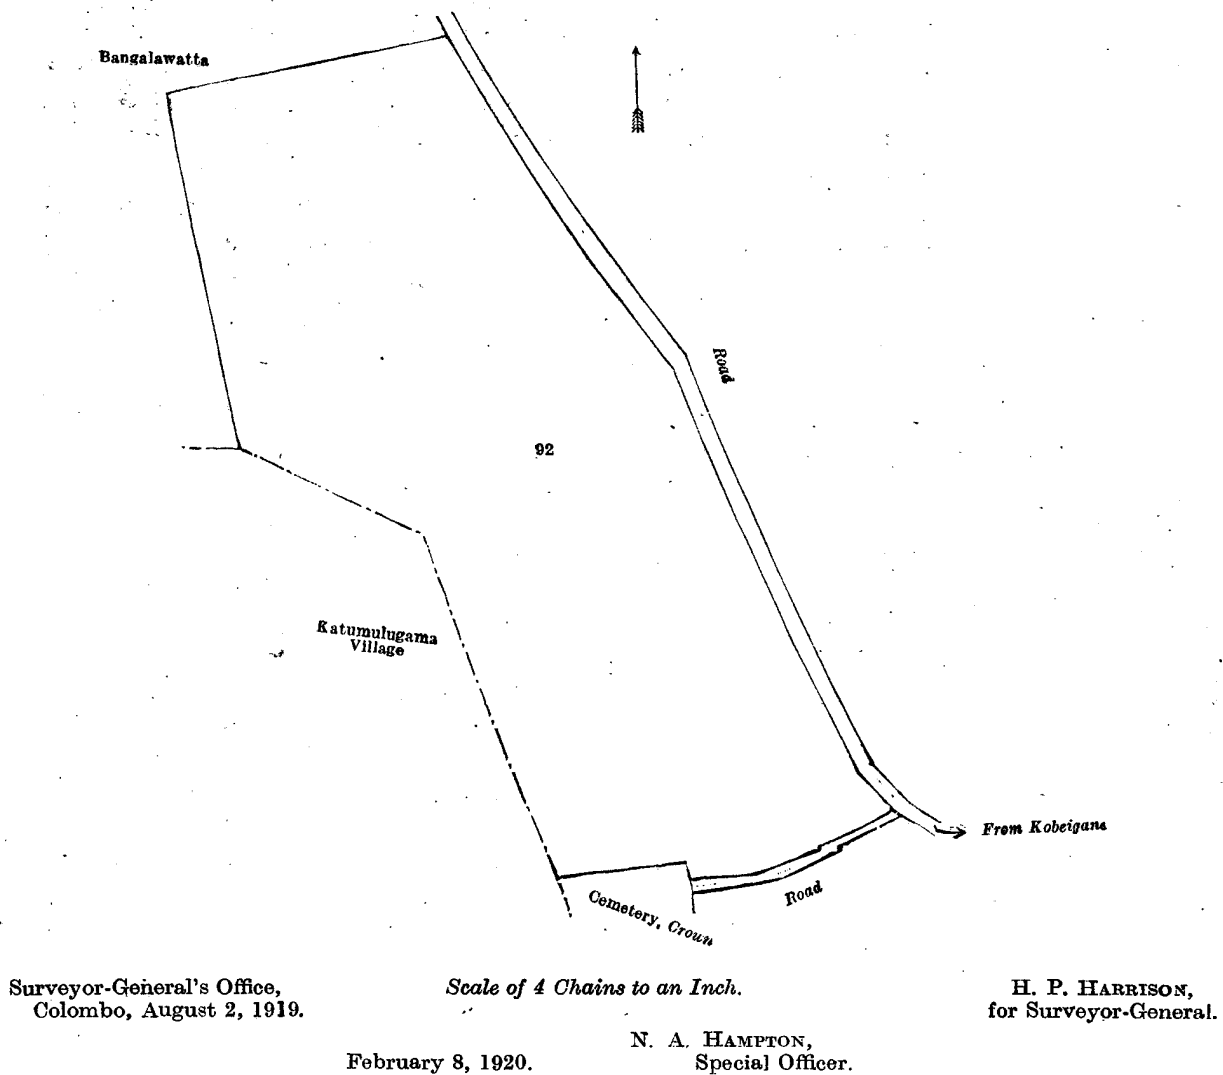 Bangalawatta
Road
92
Katumulugama
Village
From Kobeigane
Road
Cemetery, Crown
Surveyor-General's Office,
Colombo, August 2, 1919.
Scale of 4 Chains to an Inch.
H. P. HARRISON,
for Surveyor-General.
N. A. HAMPTON,
Special Officer.
February 8, 1920.